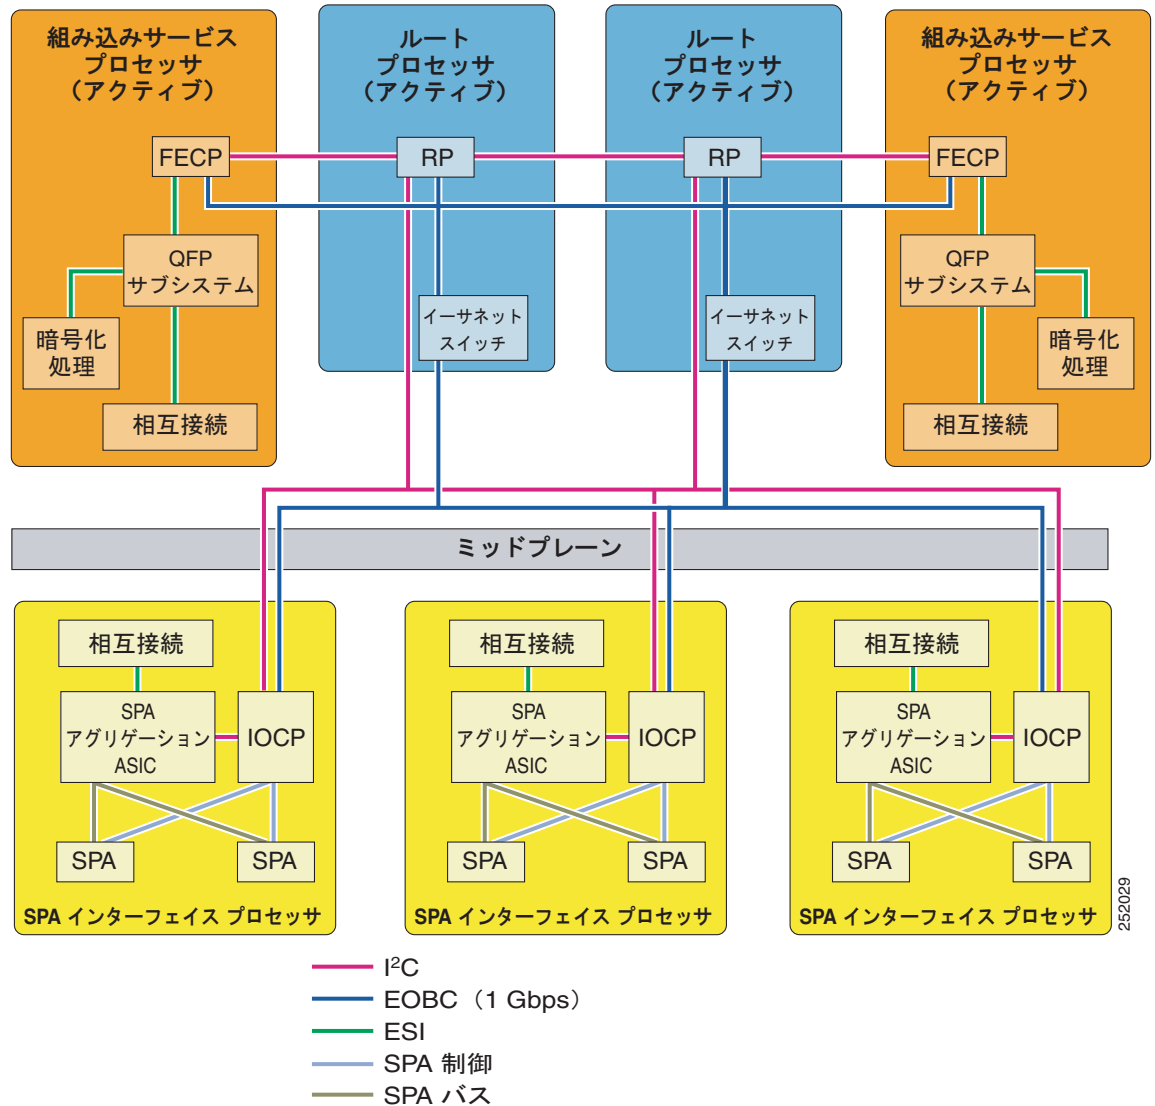 組み込みサービス
プロセッサ
（アクティブ）
ルート
プロセッサ
（アクティブ）
ルート
プロセッサ
（アクティブ）
組み込みサービス
プロセッサ
（アクティブ）
FECP
RP
RP
FECP
QFP
サブシステム
イーサネット
スイッチ
イーサネット
スイッチ
QFP
サブシステム
暗号化
処理
暗号化
処理
相互接続
相互接続
ミッドプレーン
相互接続
SPA
アグリゲーション
ASIC
IOCP
SPA
SPA
SPA インターフェイス プロセッサ
相互接続
SPA
アグリゲーション
ASIC
IOCP
SPA
SPA
SPA インターフェイス プロセッサ
相互接続
SPA
アグリゲーション
ASIC
IOCP
SPA
SPA
SPA インターフェイス プロセッサ
252029
I²C
EOBC（1 Gbps）
ESI
SPA 制御
SPA バス